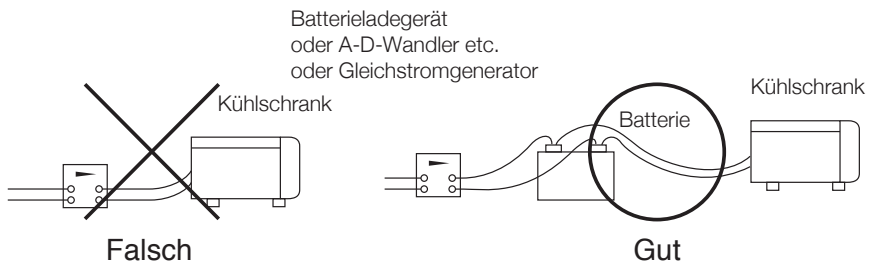 Batterieladegerät
oder A-D-Wandler etc.
oder Gleichstromgenerator
Kühlschrank
Batterie
Kühlschrank
Falsch
Gut